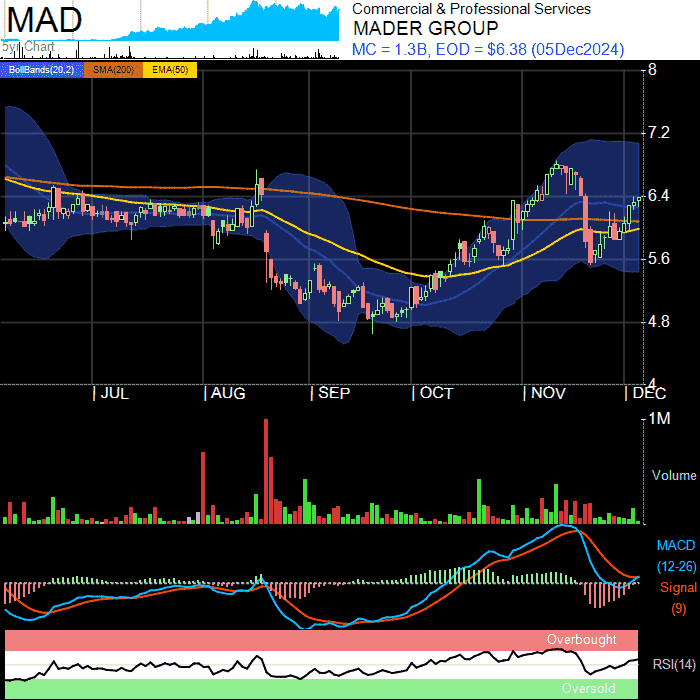 MAD
5yr Chart
Commercial & Professional Services
MADER GROUP
MC = 1.3B, EOD = $6.38 (05Dec2024)
BollBands(20,2) SMA(200) EMA(50)
8
7.2
6.4
5.6
4.8
4
| JUL | AUG | SEP | OCT | NOV | DEC
1M
Volume
MACD
(12-26)
Signal
(9)
Overbought
RSI(14)
Oversold